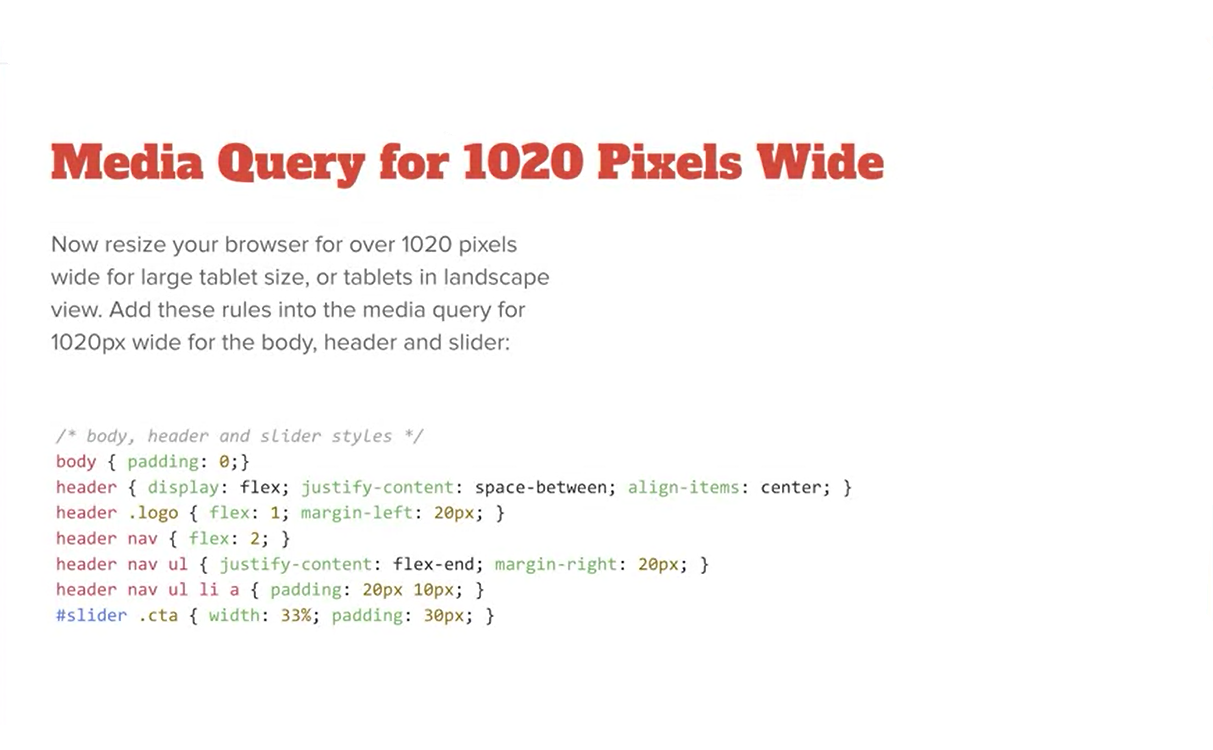 Media Query for 1020 Pixels Wide
Now resize your browser for over 1020 pixels
wide for large tablet size, or tablets in landscape
view. Add these rules into the media query for
1020px wide for the body, header and slider:
/* body, header and slider styles */
body { padding: 0;}
header { display: flex; justify-content: space-between; align-items: center; }
header .logo { flex: 1; margin-left: 20px; }
header nav { flex: 2; }
header nav ul { justify-content: flex-end; margin-right: 20px; }
header nav ul li a { padding: 20px 10px; }
#slider .cta { width: 33%; padding: 30px; }